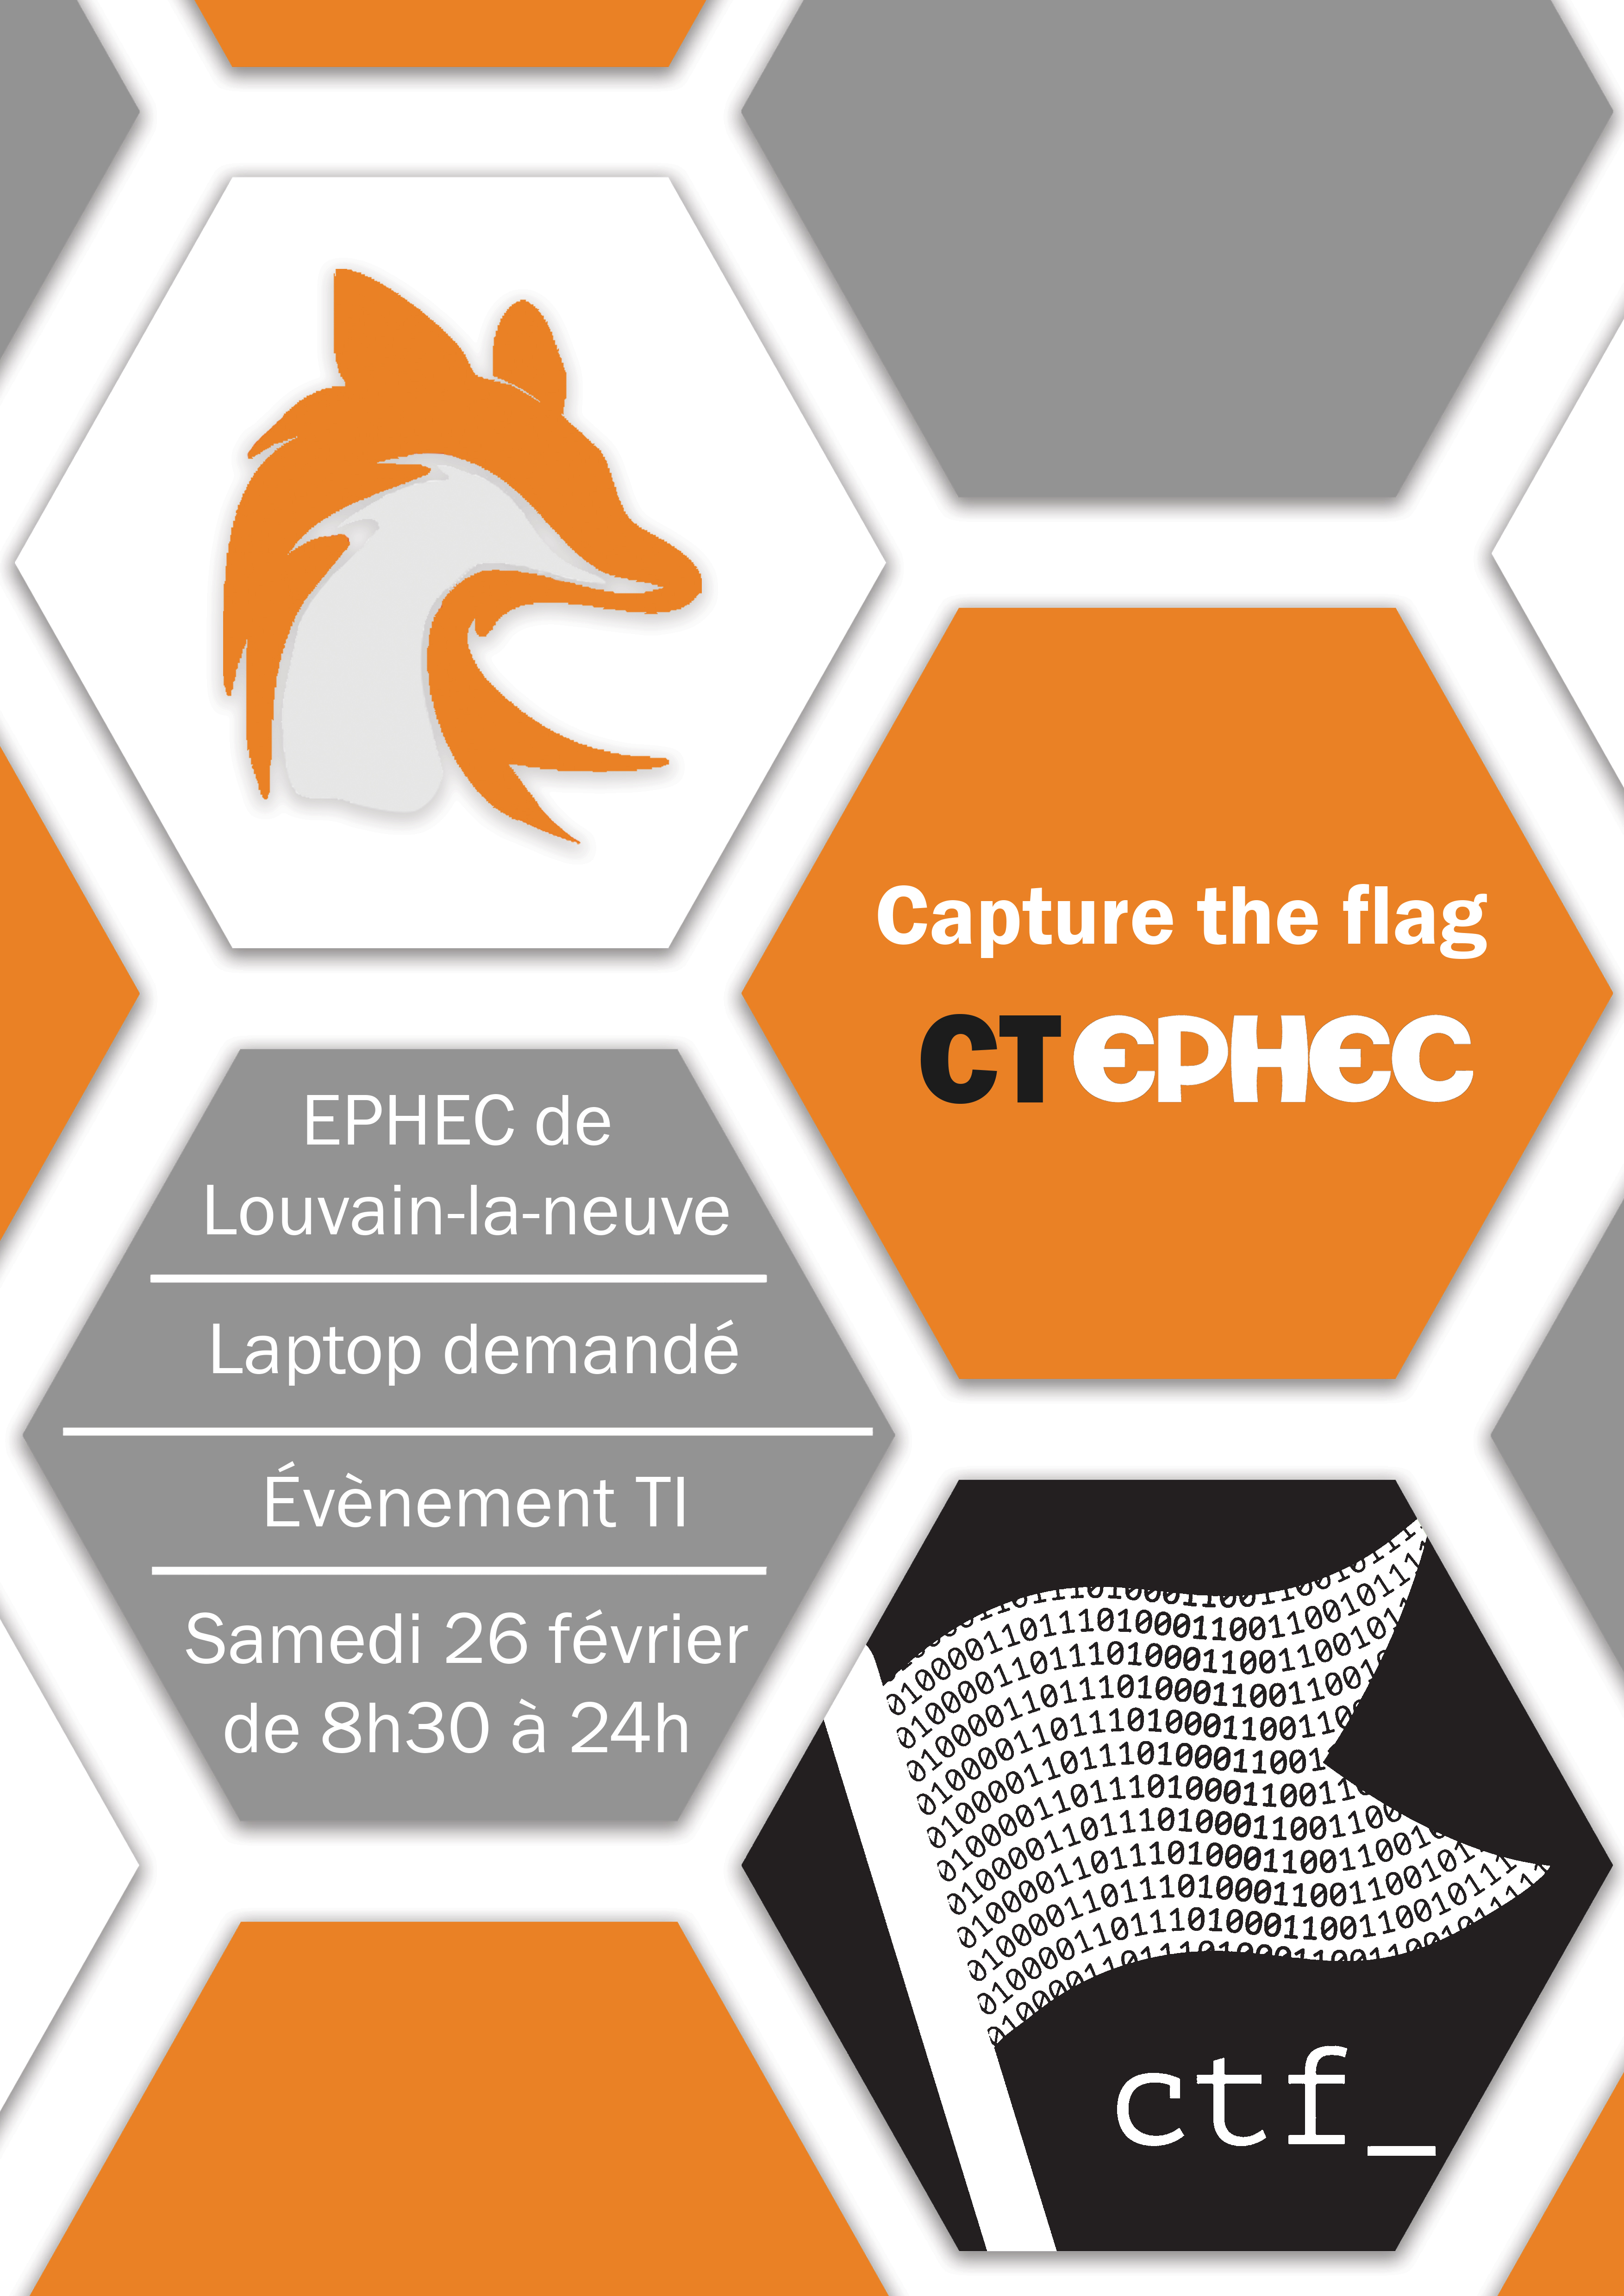 Capture the flag
CTEPHEC
EPHEC de
Louvain-la-neuve
Laptop demandé
Évènement TI
Samedi 26 février
de 8h30 à 24h
ctf_